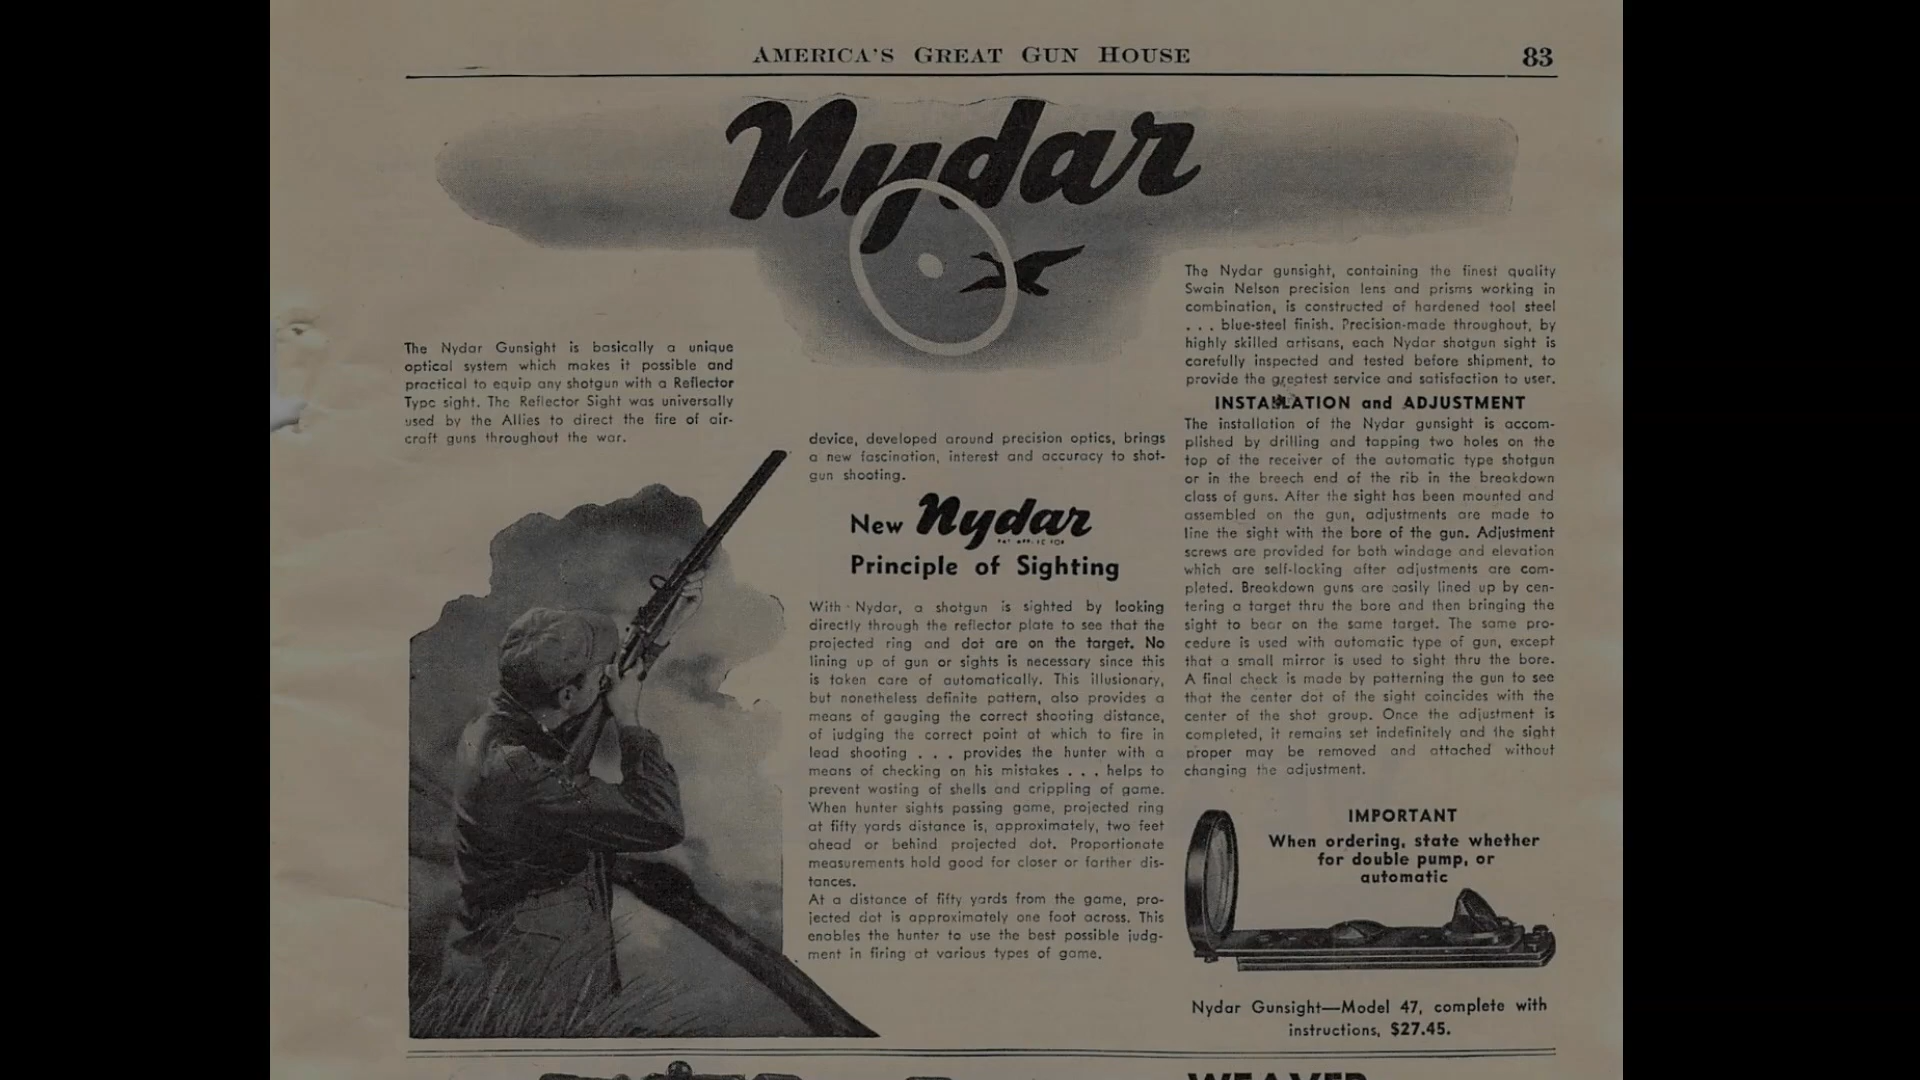 AMERICA'S GREAT GUN HOUSE
83
Nydar
The Nydar Gunsight is basically a unique
optical system which makes it possible and
practical to equip any shotgun with a Reflector
Type sight. The Reflector Sight was universally
used by the Allies to direct the fire of air-
craft guns throughout the war.
device, developed around precision optics, brings
a new fascination, interest and accuracy to shot-
gun shooting.
New Nydar
PAT. APPLIED FOR
Principle of Sighting
With Nydar, a shotgun is sighted by looking
directly through the reflector plate to see that the
projected ring and dot are on the target. No
lining up of gun or sights is necessary since this
is taken care of automatically. This illusionary,
but nonetheless definite pattern, also provides a
means of gauging the correct shooting distance,
of judging the correct point at which to fire in
lead shooting . . . provides the hunter with a
means of checking on his mistakes . . . helps to
prevent wasting of shells and crippling of game.
When hunter sights passing game, projected ring
at fifty yards distance is, approximately, two feet
ahead or behind projected dot. Proportionate
measurements hold good for closer or farther dis-
tances.
At a distance of fifty yards from the game, pro-
jected dot is approximately one foot across. This
enables the hunter to use the best possible judg-
ment in firing at various types of game.
The Nydar gunsight, containing the finest quality
Swain Nelson precision lens and prisms working in
combination, is constructed of hardened tool steel
. . . blue-steel finish. Precision-made throughout, by
highly skilled artisans, each Nydar shotgun sight is
carefully inspected and tested before shipment, to
provide the greatest service and satisfaction to user.
INSTALLATION and ADJUSTMENT
The installation of the Nydar gunsight is accom-
plished by drilling and tapping two holes on the
top of the receiver of the automatic type shotgun
or in the breech end of the rib in the breakdown
class of guns. After the sight has been mounted and
assembled on the gun, adjustments are made to
line the sight with the bore of the gun. Adjustment
screws are provided for both windage and elevation
which are self-locking after adjustments are com-
pleted. Breakdown guns are easily lined up by cen-
tering a target thru the bore and then bringing the
sight to bear on the same target. The same pro-
cedure is used with automatic type of gun, except
that a small mirror is used to sight thru the bore.
A final check is made by patterning the gun to see
that the center dot of the sight coincides with the
center of the shot group. Once the adjustment is
completed, it remains set indefinitely and the sight
proper may be removed and attached without
changing the adjustment.
IMPORTANT
When ordering, state whether
for double pump, or
automatic
Nydar Gunsight—Model 47, complete with
instructions, $27.45.
WEAVER